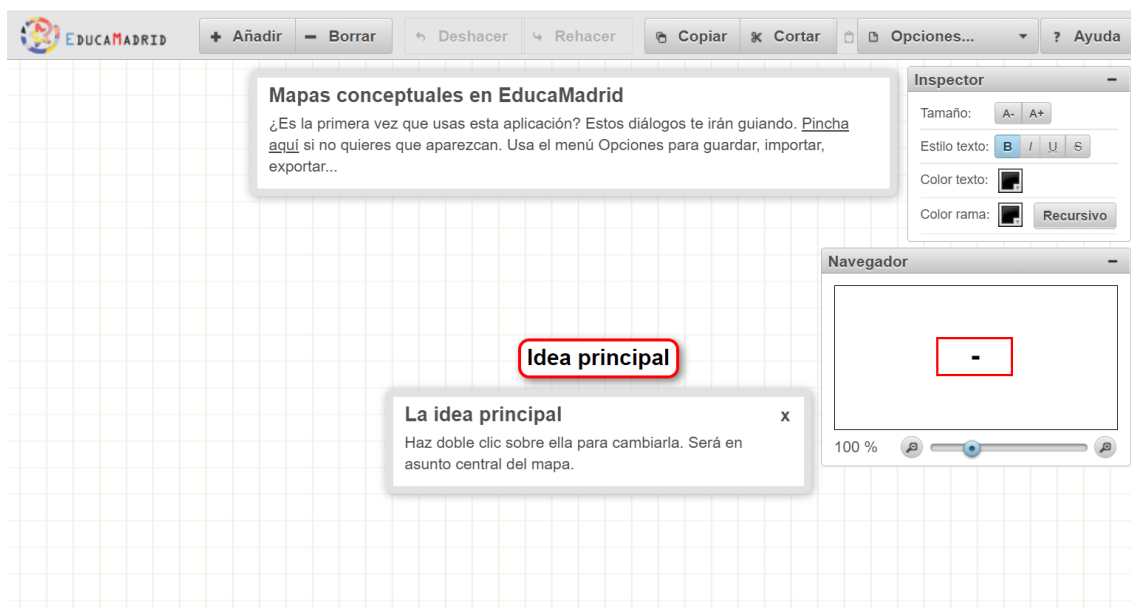 EDUCAMADRID
Añadir
Borrar
Deshacer
Rehacer
Copiar
Cortar
Opciones...
? Ayuda
Mapas conceptuales en EducaMadrid
¿Es la primera vez que usas esta aplicación? Estos diálogos te irán guiando. Pincha
aquí si no quieres que aparezcan. Usa el menú Opciones para guardar, importar,
exportar...
Inspector
Tamaño: A- A+
Estilo texto: B I U S
Color texto:
Color rama: Recursivo
Navegador
100 %
Idea principal
La idea principal x
Haz doble clic sobre ella para cambiarla. Será en
asunto central del mapa.